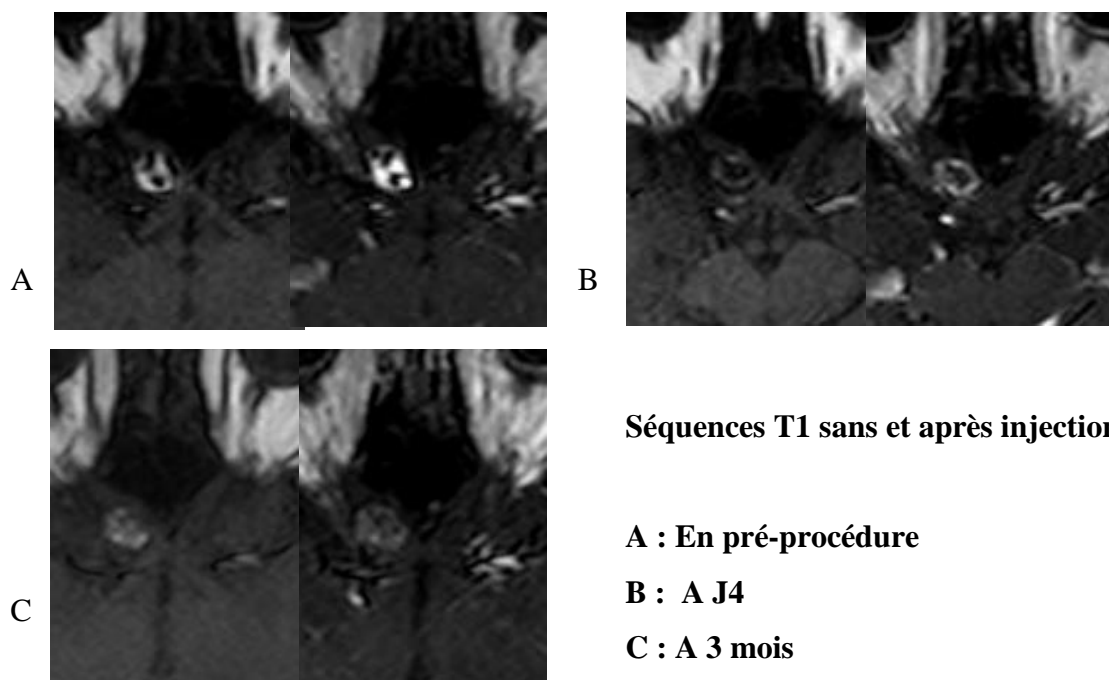 A
B
C
Séquences T1 sans et après injection
A : En pré-procédure
B : A J4
C : A 3 mois